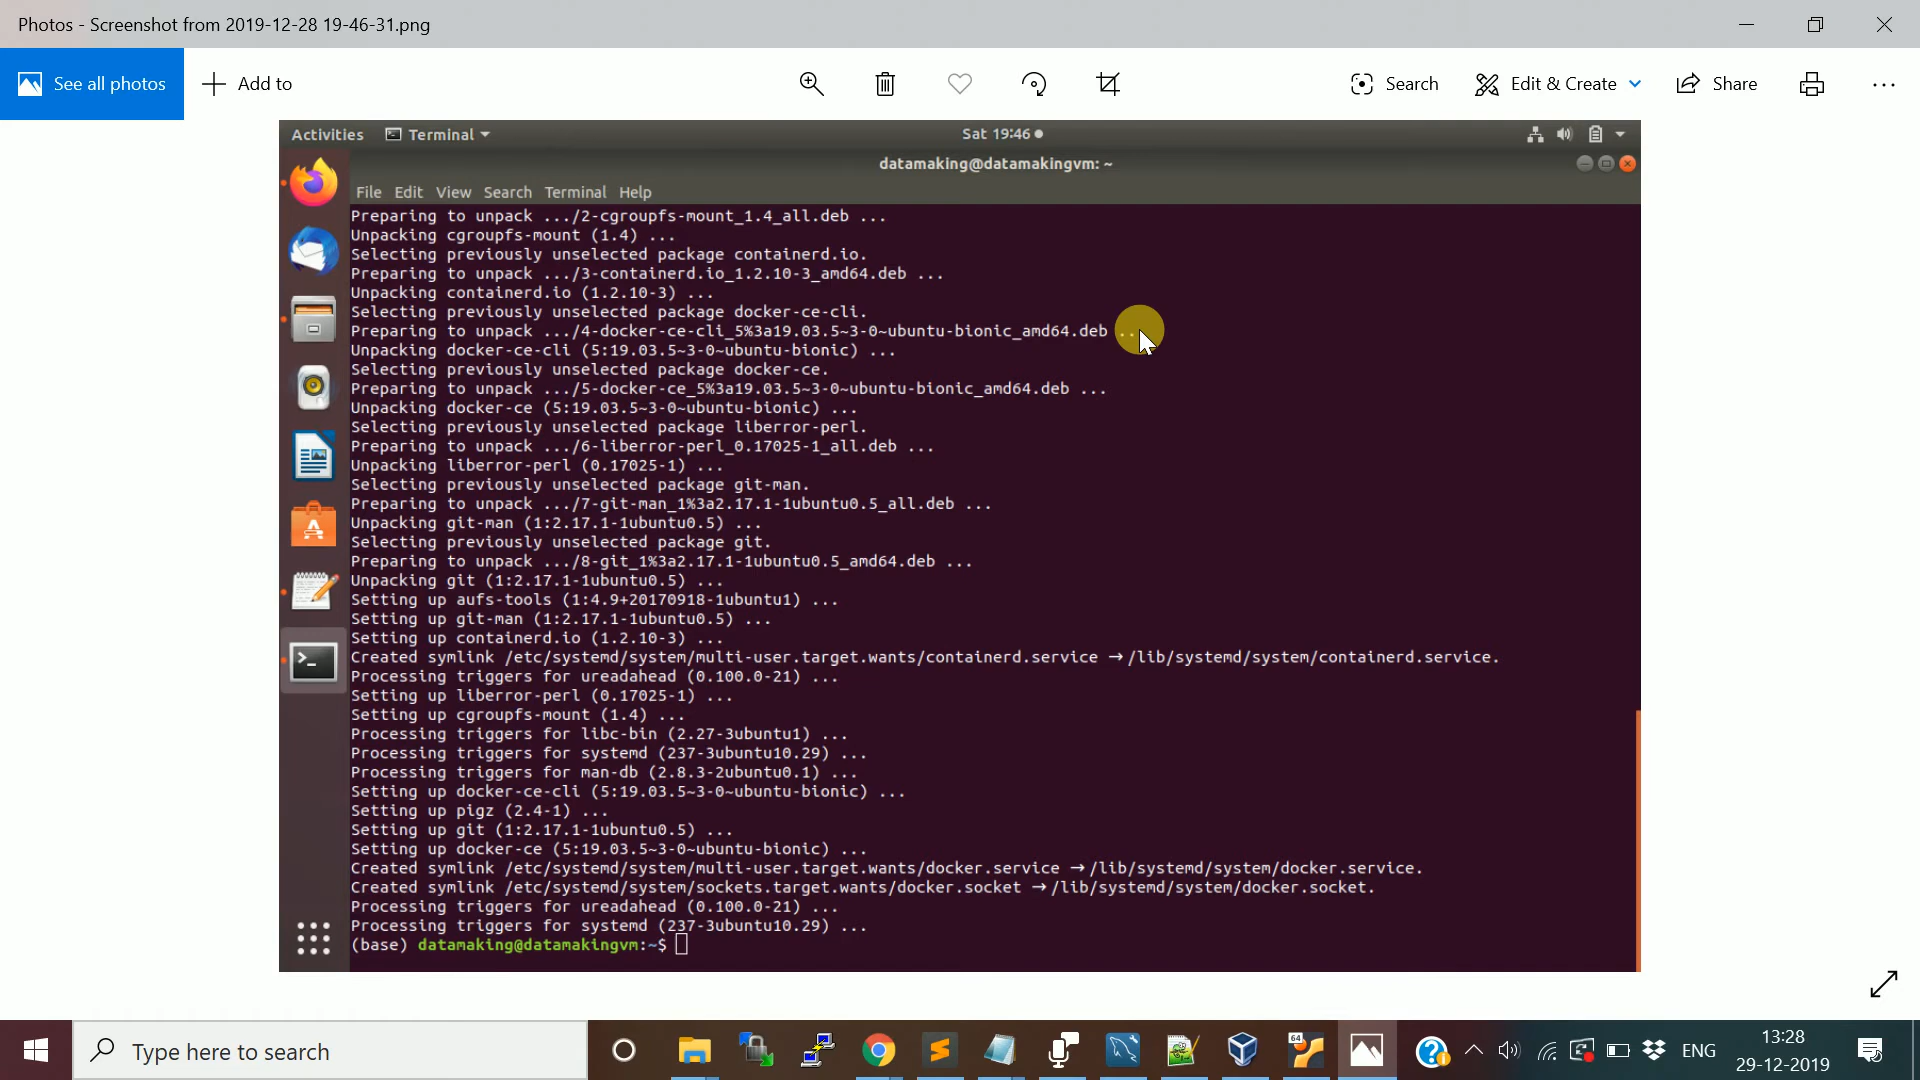 Photos - Screenshot from 2019-12-28 19-46-31.png
See all photos
Add to
Search
Edit & Create
Share
Activities
Terminal
Sat 19:46
datamaking@datamakingvm: ~
File Edit View Search Terminal Help
Preparing to unpack .../2-cgroupfs-mount_1.4_all.deb ...
Unpacking cgroupfs-mount (1.4) ...
Selecting previously unselected package containerd.io.
Preparing to unpack .../3-containerd.io_1.2.10-3_amd64.deb ...
Unpacking containerd.io (1.2.10-3) ...
Selecting previously unselected package docker-ce-cli.
Preparing to unpack .../4-docker-ce-cli_5%3a19.03.5~3-0~ubuntu-bionic_amd64.deb ...
Unpacking docker-ce-cli (5:19.03.5~3-0~ubuntu-bionic) ...
Selecting previously unselected package docker-ce.
Preparing to unpack .../5-docker-ce_5%3a19.03.5~3-0~ubuntu-bionic_amd64.deb ...
Unpacking docker-ce (5:19.03.5~3-0~ubuntu-bionic) ...
Selecting previously unselected package liberror-perl.
Preparing to unpack .../6-liberror-perl_0.17025-1_all.deb ...
Unpacking liberror-perl (0.17025-1) ...
Selecting previously unselected package git-man.
Preparing to unpack .../7-git-man_1%3a2.17.1-1ubuntu0.5_all.deb ...
Unpacking git-man (1:2.17.1-1ubuntu0.5) ...
Selecting previously unselected package git.
Preparing to unpack .../8-git_1%3a2.17.1-1ubuntu0.5_amd64.deb ...
Unpacking git (1:2.17.1-1ubuntu0.5) ...
Setting up aufs-tools (1:4.9+20170918-1ubuntu1) ...
Setting up git-man (1:2.17.1-1ubuntu0.5) ...
Setting up containerd.io (1.2.10-3) ...
Created symlink /etc/systemd/system/multi-user.target.wants/containerd.service → /lib/systemd/system/containerd.service.
Processing triggers for ureadahead (0.100.0-21) ...
Setting up liberror-perl (0.17025-1) ...
Setting up cgroupfs-mount (1.4) ...
Processing triggers for libc-bin (2.27-3ubuntu1) ...
Processing triggers for systemd (237-3ubuntu10.29) ...
Processing triggers for man-db (2.8.3-2ubuntu0.1) ...
Setting up docker-ce-cli (5:19.03.5~3-0~ubuntu-bionic) ...
Setting up pigz (2.4-1) ...
Setting up git (1:2.17.1-1ubuntu0.5) ...
Setting up docker-ce (5:19.03.5~3-0~ubuntu-bionic) ...
Created symlink /etc/systemd/system/multi-user.target.wants/docker.service → /lib/systemd/system/docker.service.
Created symlink /etc/systemd/system/sockets.target.wants/docker.socket → /lib/systemd/system/docker.socket.
Processing triggers for ureadahead (0.100.0-21) ...
Processing triggers for systemd (237-3ubuntu10.29) ...
(base) datamaking@datamakingvm:~$
Type here to search
64
ENG
13:28
29-12-2019